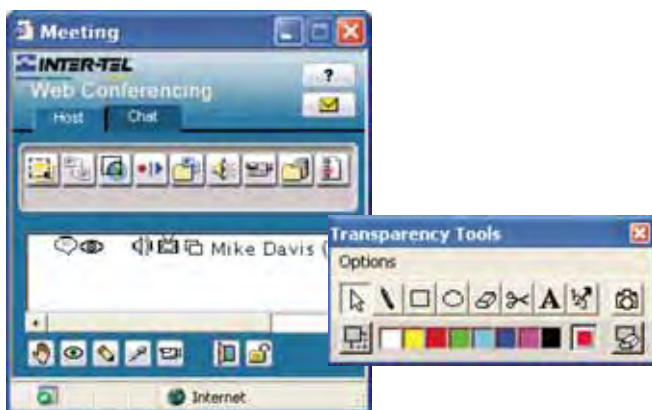 Meeting
INTER-TEL
?
Web Conferencing
Host Chat
Mike Davis (
Internet
Transparency Tools
Options
A